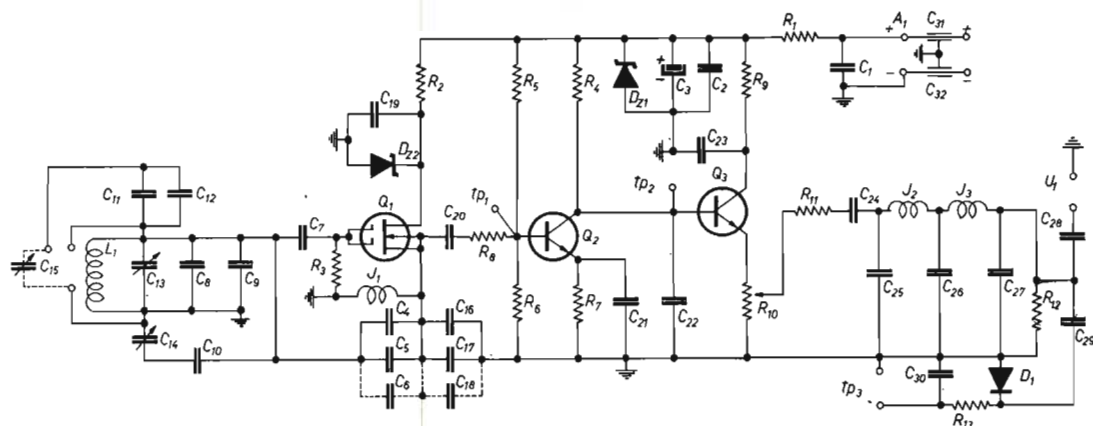 R1
A1
C31
+
+
C1
−
−
C32
R2
R5
R4
+
−
DZ1
C3
C2
R9
C19
DZ2
C23
U1
C11
C12
Q1
C20
tp1
tp2
Q3
R11
C24
J2
J3
C28
C15
L1
C13
C8
C9
C7
R3
J1
R8
Q2
C25
C26
C27
R12
C29
C14
C10
C4
C16
R6
R7
C21
C22
R10
C5
C17
C6
C18
tp3
-
C30
R13
D1